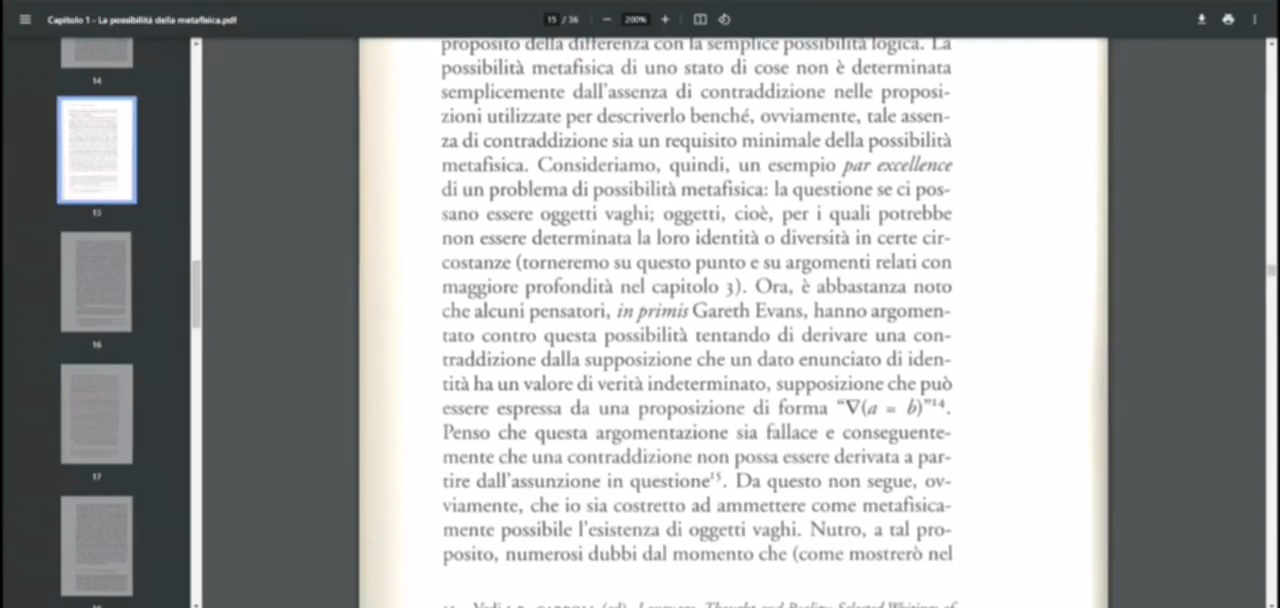 Capitolo 1 - La possibilità della metafisica.pdf
15 / 36
200%
14
15
16
17
proposito della differenza con la semplice possibilità logica. La
possibilità metafisica di uno stato di cose non è determinata
semplicemente dall'assenza di contraddizione nelle proposi-
zioni utilizzate per descriverlo benché, ovviamente, tale assen-
za di contraddizione sia un requisito minimale della possibilità
metafisica. Consideriamo, quindi, un esempio par excellence
di un problema di possibilità metafisica: la questione se ci pos-
sano essere oggetti vaghi; oggetti, cioè, per i quali potrebbe
non essere determinata la loro identità o diversità in certe cir-
costanze (torneremo su questo punto e su argomenti relati con
maggiore profondità nel capitolo 3). Ora, è abbastanza noto
che alcuni pensatori, in primis Gareth Evans, hanno argomen-
tato contro questa possibilità tentando di derivare una con-
traddizione dalla supposizione che un dato enunciato di iden-
tità ha un valore di verità indeterminato, supposizione che può
essere espressa da una proposizione di forma “∇(a = b)”¹⁴.
Penso che questa argomentazione sia fallace e conseguente-
mente che una contraddizione non possa essere derivata a par-
tire dall'assunzione in questione¹⁵. Da questo non segue, ov-
viamente, che io sia costretto ad ammettere come metafisica-
mente possibile l'esistenza di oggetti vaghi. Nutro, a tal pro-
posito, numerosi dubbi dal momento che (come mostrerò nel
Language, Thought and Reality. Selected Writings of